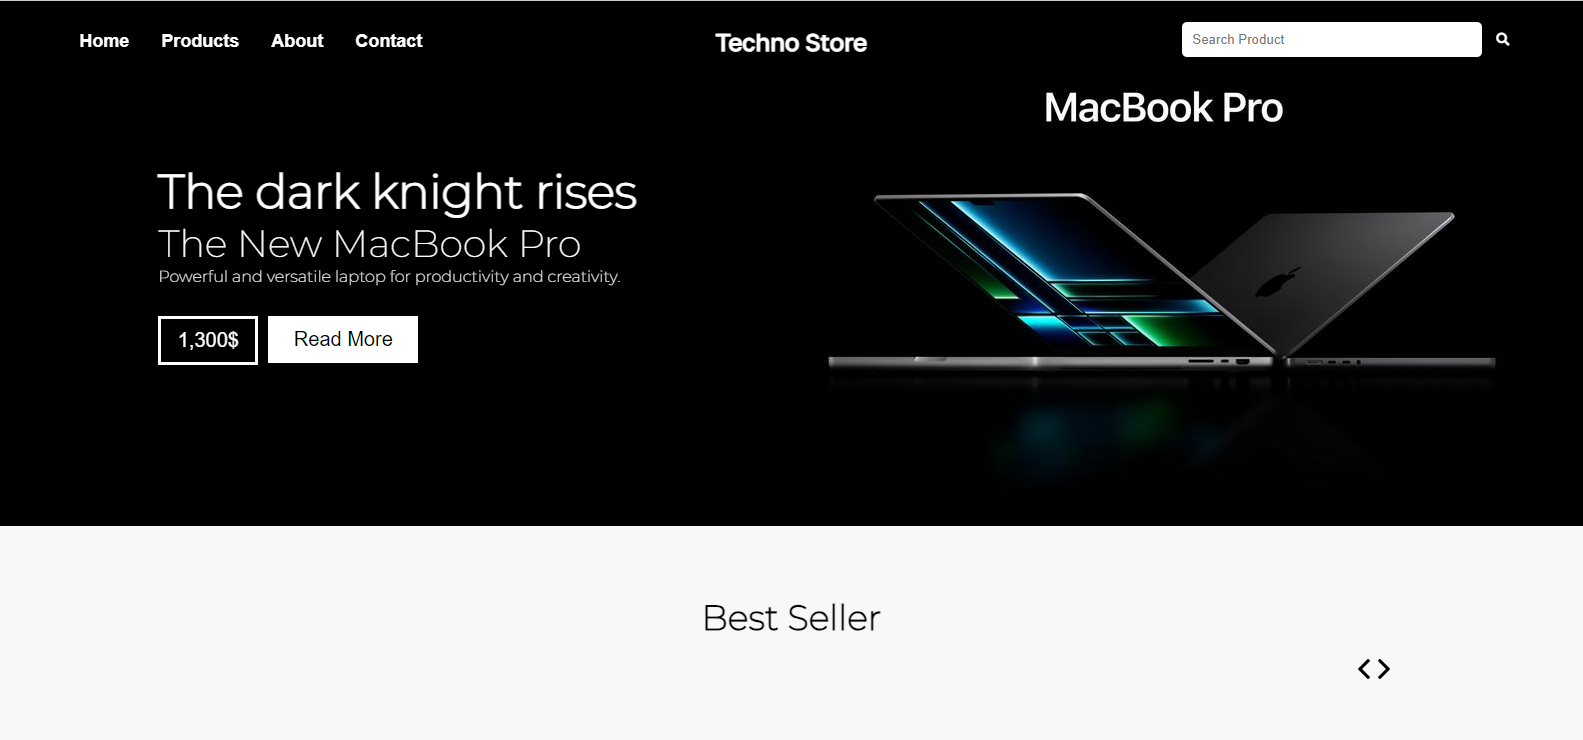 Home Products About Contact
Techno Store
Search Product
MacBook Pro
The dark knight rises
The New MacBook Pro
Powerful and versatile laptop for productivity and creativity.
1,300$
Read More
Best Seller